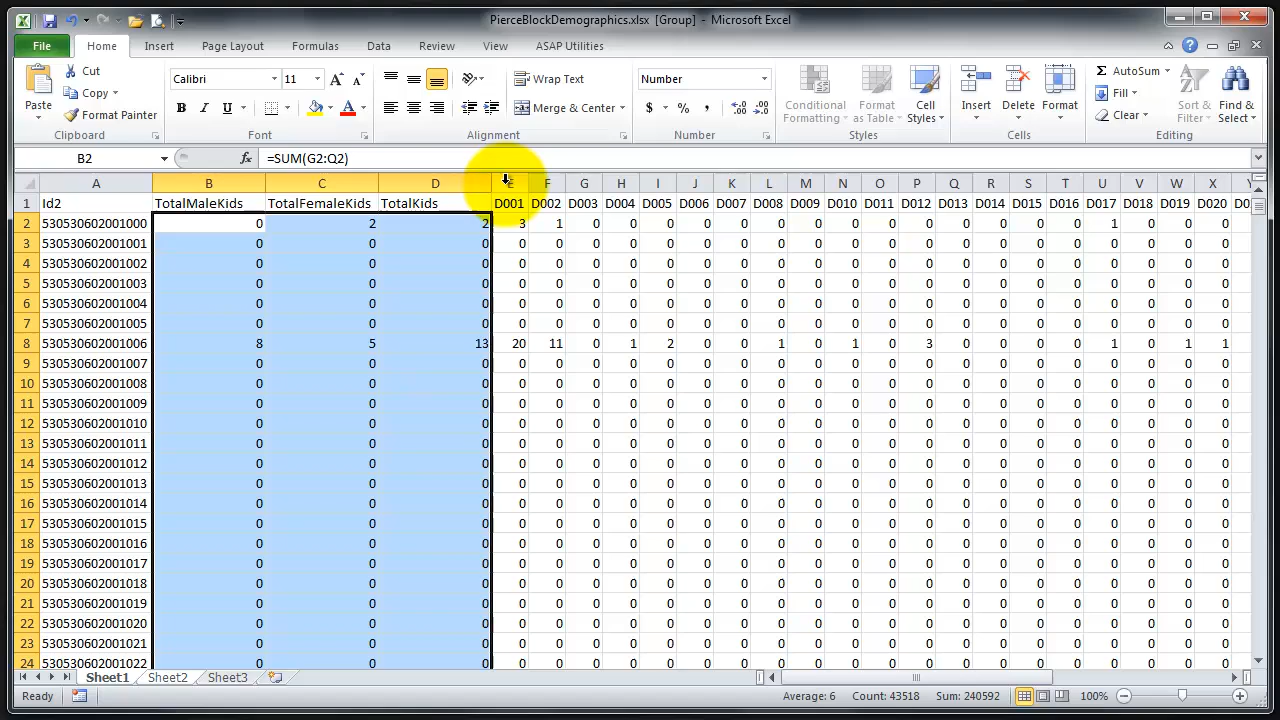 PierceBlockDemographics.xlsx [Group] - Microsoft Excel
File Home Insert Page Layout Formulas Data Review View ASAP Utilities
Paste Cut Copy Format Painter Clipboard
Calibri 11 B I U A Font
Wrap Text Merge & Center Alignment
Number $ % , Number
Conditional Formatting Format as Table Cell Styles Styles
Insert Delete Format Cells
AutoSum Fill Clear Sort & Filter Find & Select Editing
B2 fx =SUM(G2:Q2)
A B C D E F G H I J K L M N O P Q R S T U V W X
1 Id2 TotalMaleKids TotalFemaleKids TotalKids D001 D002 D003 D004 D005 D006 D007 D008 D009 D010 D011 D012 D013 D014 D015 D016 D017 D018 D019 D020
2 530530602001000 0 2 2 3 1 0 0 0 0 0 0 0 0 0 0 0 0 0 0 1 0 0 0
3 530530602001001 0 0 0 0 0 0 0 0 0 0 0 0 0 0 0 0 0 0 0 0 0 0 0
4 530530602001002 0 0 0 0 0 0 0 0 0 0 0 0 0 0 0 0 0 0 0 0 0 0 0
5 530530602001003 0 0 0 0 0 0 0 0 0 0 0 0 0 0 0 0 0 0 0 0 0 0 0
6 530530602001004 0 0 0 0 0 0 0 0 0 0 0 0 0 0 0 0 0 0 0 0 0 0 0
7 530530602001005 0 0 0 0 0 0 0 0 0 0 0 0 0 0 0 0 0 0 0 0 0 0 0
8 530530602001006 8 5 13 20 11 0 1 2 0 0 1 0 1 0 3 0 0 0 0 1 0 1 1
9 530530602001007 0 0 0 0 0 0 0 0 0 0 0 0 0 0 0 0 0 0 0 0 0 0 0
10 530530602001008 0 0 0 0 0 0 0 0 0 0 0 0 0 0 0 0 0 0 0 0 0 0 0
11 530530602001009 0 0 0 0 0 0 0 0 0 0 0 0 0 0 0 0 0 0 0 0 0 0 0
12 530530602001010 0 0 0 0 0 0 0 0 0 0 0 0 0 0 0 0 0 0 0 0 0 0 0
13 530530602001011 0 0 0 0 0 0 0 0 0 0 0 0 0 0 0 0 0 0 0 0 0 0 0
14 530530602001012 0 0 0 0 0 0 0 0 0 0 0 0 0 0 0 0 0 0 0 0 0 0 0
15 530530602001013 0 0 0 0 0 0 0 0 0 0 0 0 0 0 0 0 0 0 0 0 0 0 0
16 530530602001014 0 0 0 0 0 0 0 0 0 0 0 0 0 0 0 0 0 0 0 0 0 0 0
17 530530602001015 0 0 0 0 0 0 0 0 0 0 0 0 0 0 0 0 0 0 0 0 0 0 0
18 530530602001016 0 0 0 0 0 0 0 0 0 0 0 0 0 0 0 0 0 0 0 0 0 0 0
19 530530602001017 0 0 0 0 0 0 0 0 0 0 0 0 0 0 0 0 0 0 0 0 0 0 0
20 530530602001018 0 0 0 0 0 0 0 0 0 0 0 0 0 0 0 0 0 0 0 0 0 0 0
21 530530602001019 0 0 0 0 0 0 0 0 0 0 0 0 0 0 0 0 0 0 0 0 0 0 0
22 530530602001020 0 0 0 0 0 0 0 0 0 0 0 0 0 0 0 0 0 0 0 0 0 0 0
23 530530602001021 0 0 0 0 0 0 0 0 0 0 0 0 0 0 0 0 0 0 0 0 0 0 0
24 530530602001022 0 0 0 0 0 0 0 0 0 0 0 0 0 0 0 0 0 0 0 0 0 0 0
Sheet1 Sheet2 Sheet3
Ready Average: 6 Count: 43518 Sum: 240592 100%